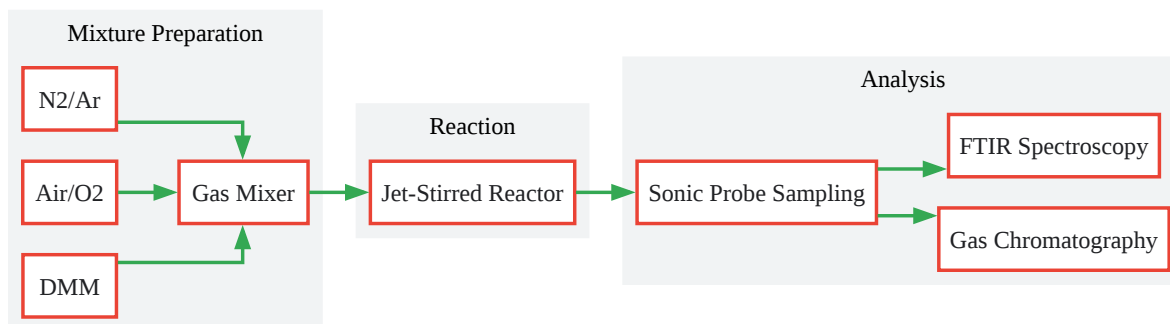 Mixture Preparation
N2/Ar
Air/O2
DMM
Gas Mixer
Reaction
Jet-Stirred Reactor
Analysis
Sonic Probe Sampling
FTIR Spectroscopy
Gas Chromatography